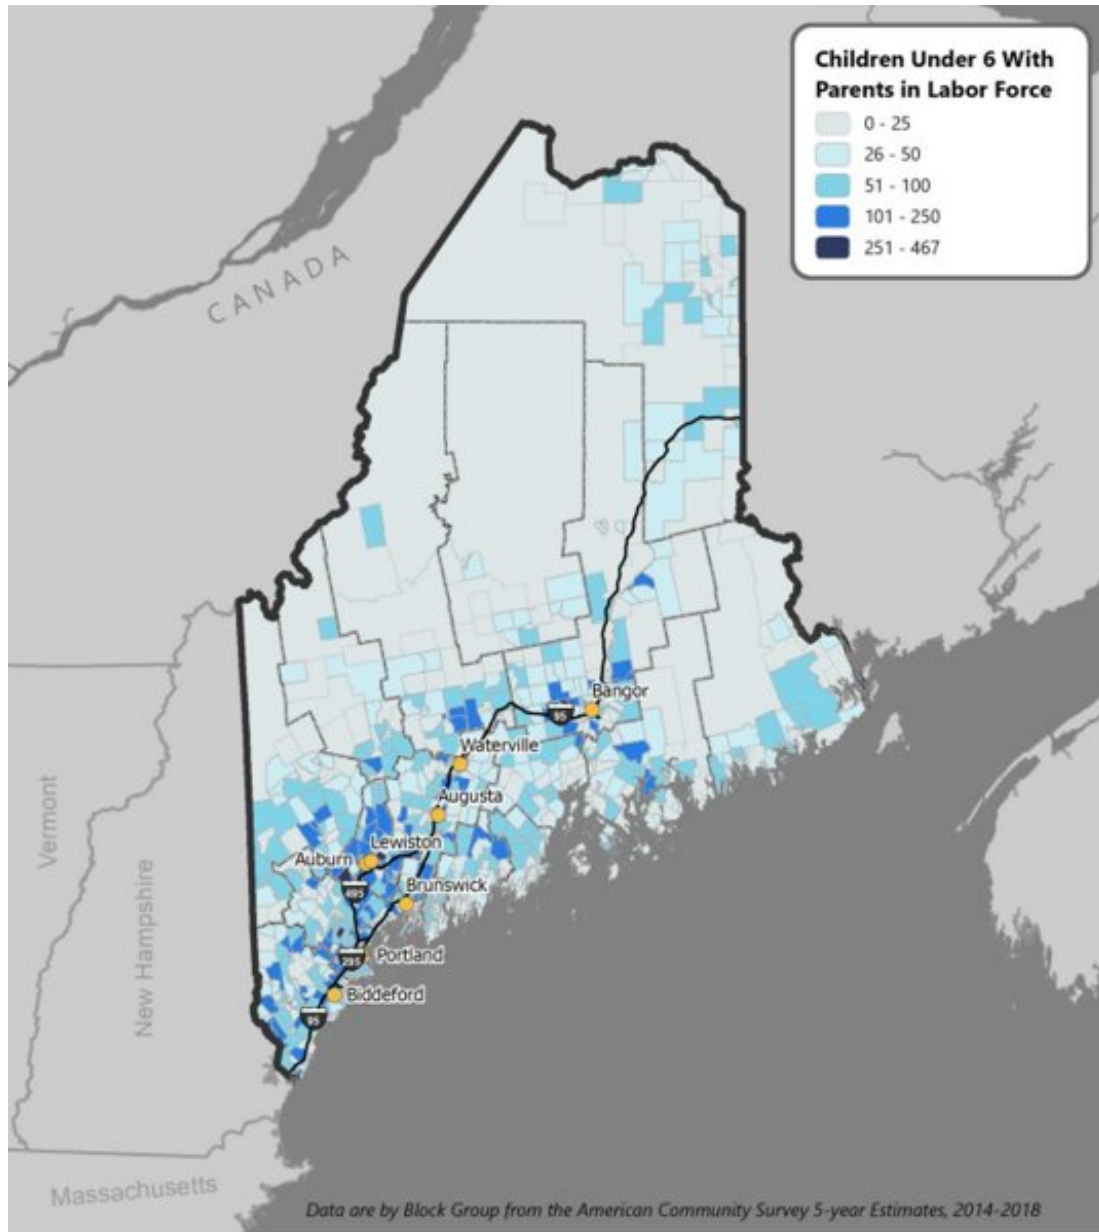 Children Under 6 With
Parents in Labor Force
0 - 25
26 - 50
51 - 100
101 - 250
251 - 467
CANADA
Bangor
95
Waterville
Augusta
Lewiston
Auburn
495
Brunswick
295
Portland
Biddeford
95
Vermont
New Hampshire
Massachusetts
Data are by Block Group from the American Community Survey 5-year Estimates, 2014-2018